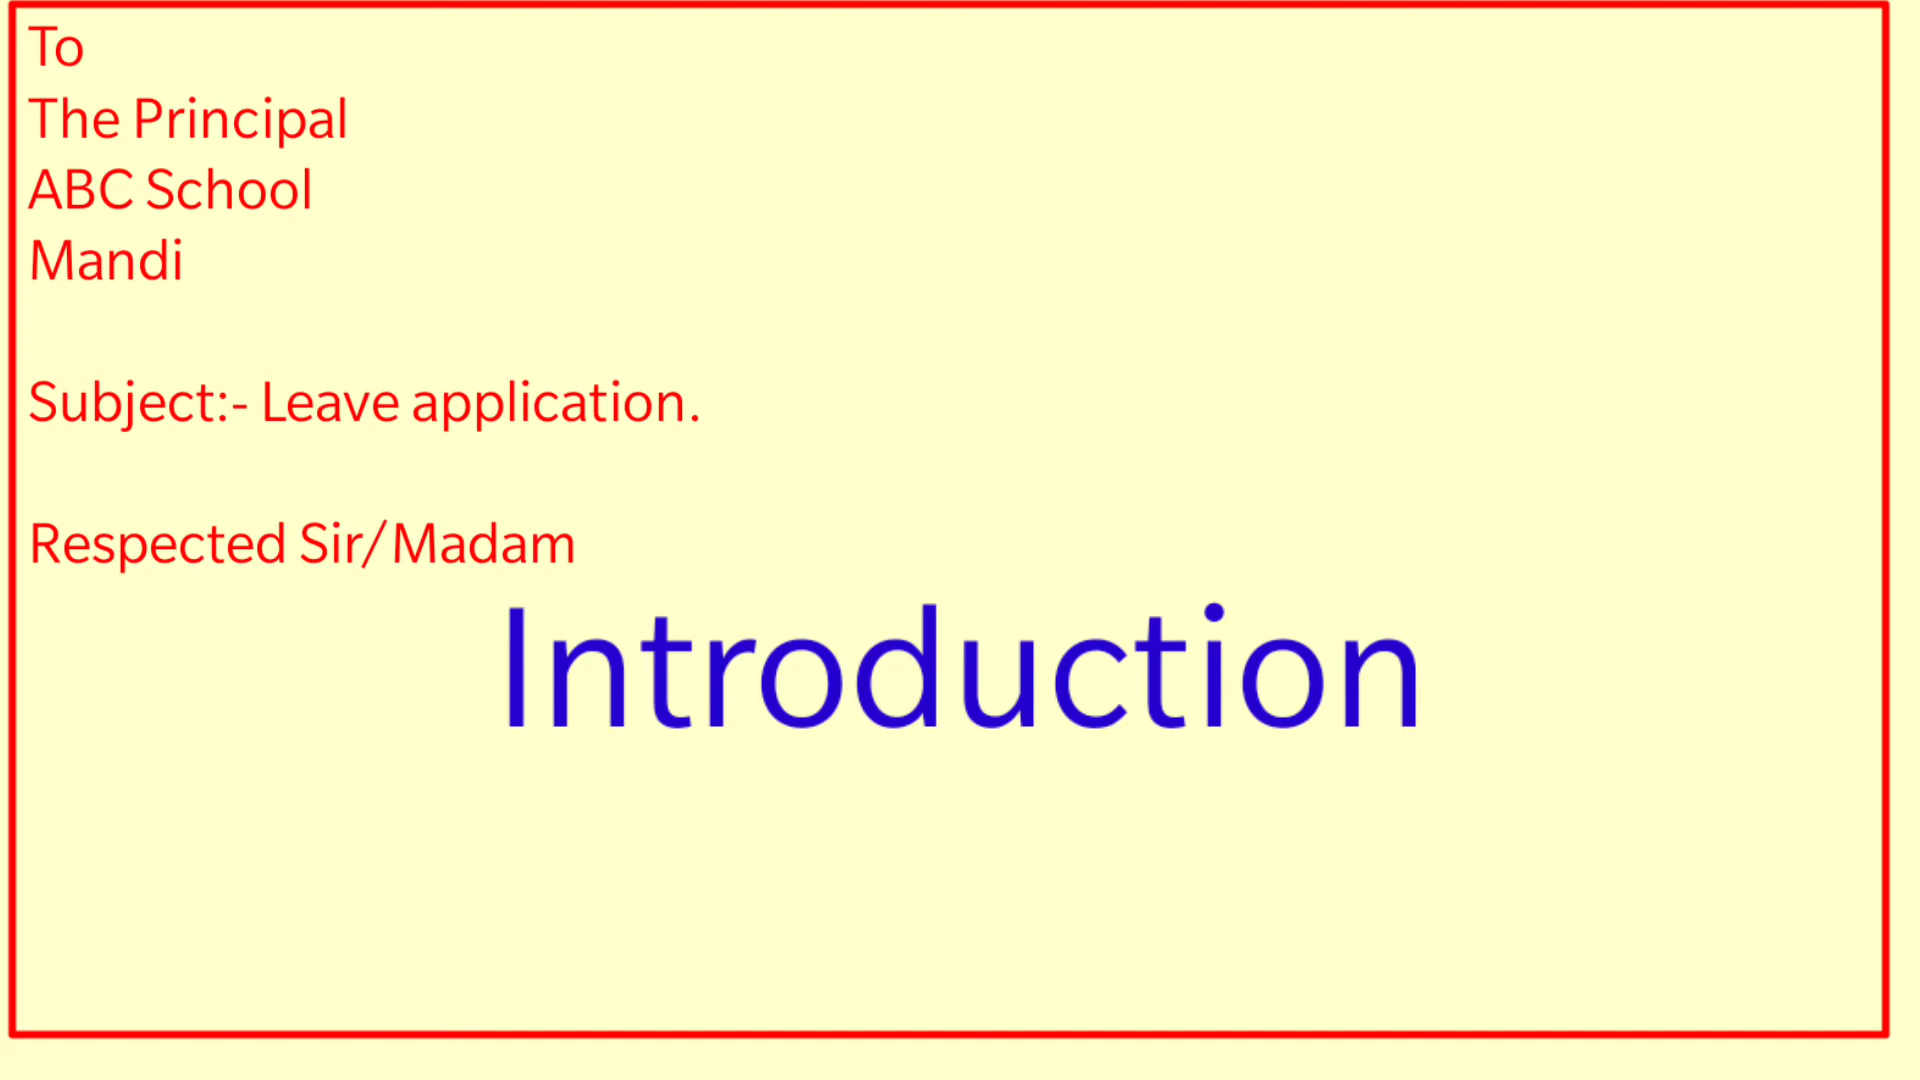 To
The Principal
ABC School
Mandi
Subject:- Leave application.
Respected Sir/Madam
Introduction